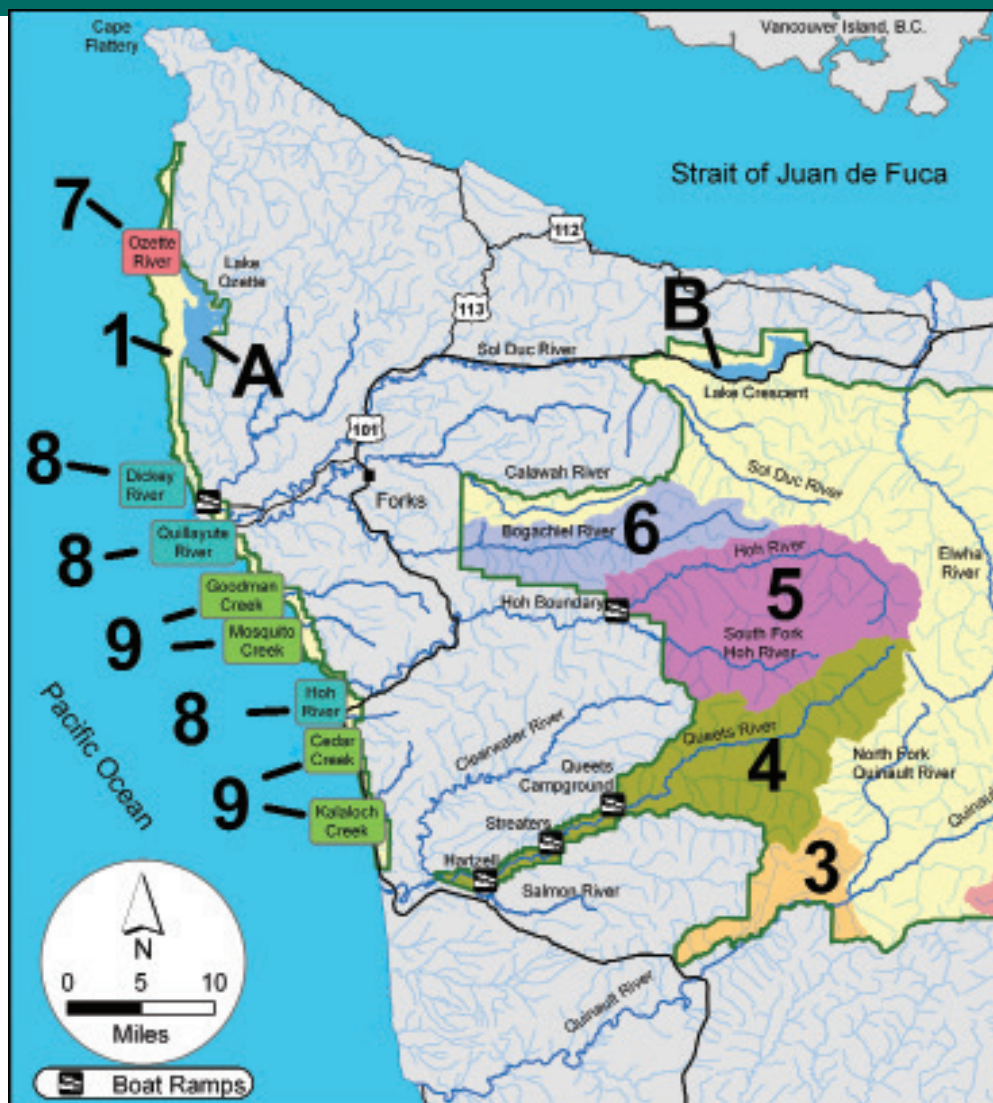 Cape
Flattery
Vancouver Island, B.C.
Strait of Juan de Fuca
7
Ozette
River
Lake
Ozette
112
113
1
A
B
Sol Duc River
Lake Crescent
101
8
Dickey
River
Forks
Calawah River
Sol Duc River
8
Quillayute
River
Bogachiel River
6
Hoh River
Elwha
River
9
Goodman
Creek
Mosquito
Creek
Hoh Boundary
5
South Fork
Hoh River
8
Hoh
River
Pacific Ocean
Clearwater River
Queets River
4
North Fork
Quinault River
9
Cedar
Creek
Kalaloch
Creek
Queets
Campground
Streaters
Hartzell
Salmon River
3
Quinault River
N
0 5 10
Miles
Boat Ramps